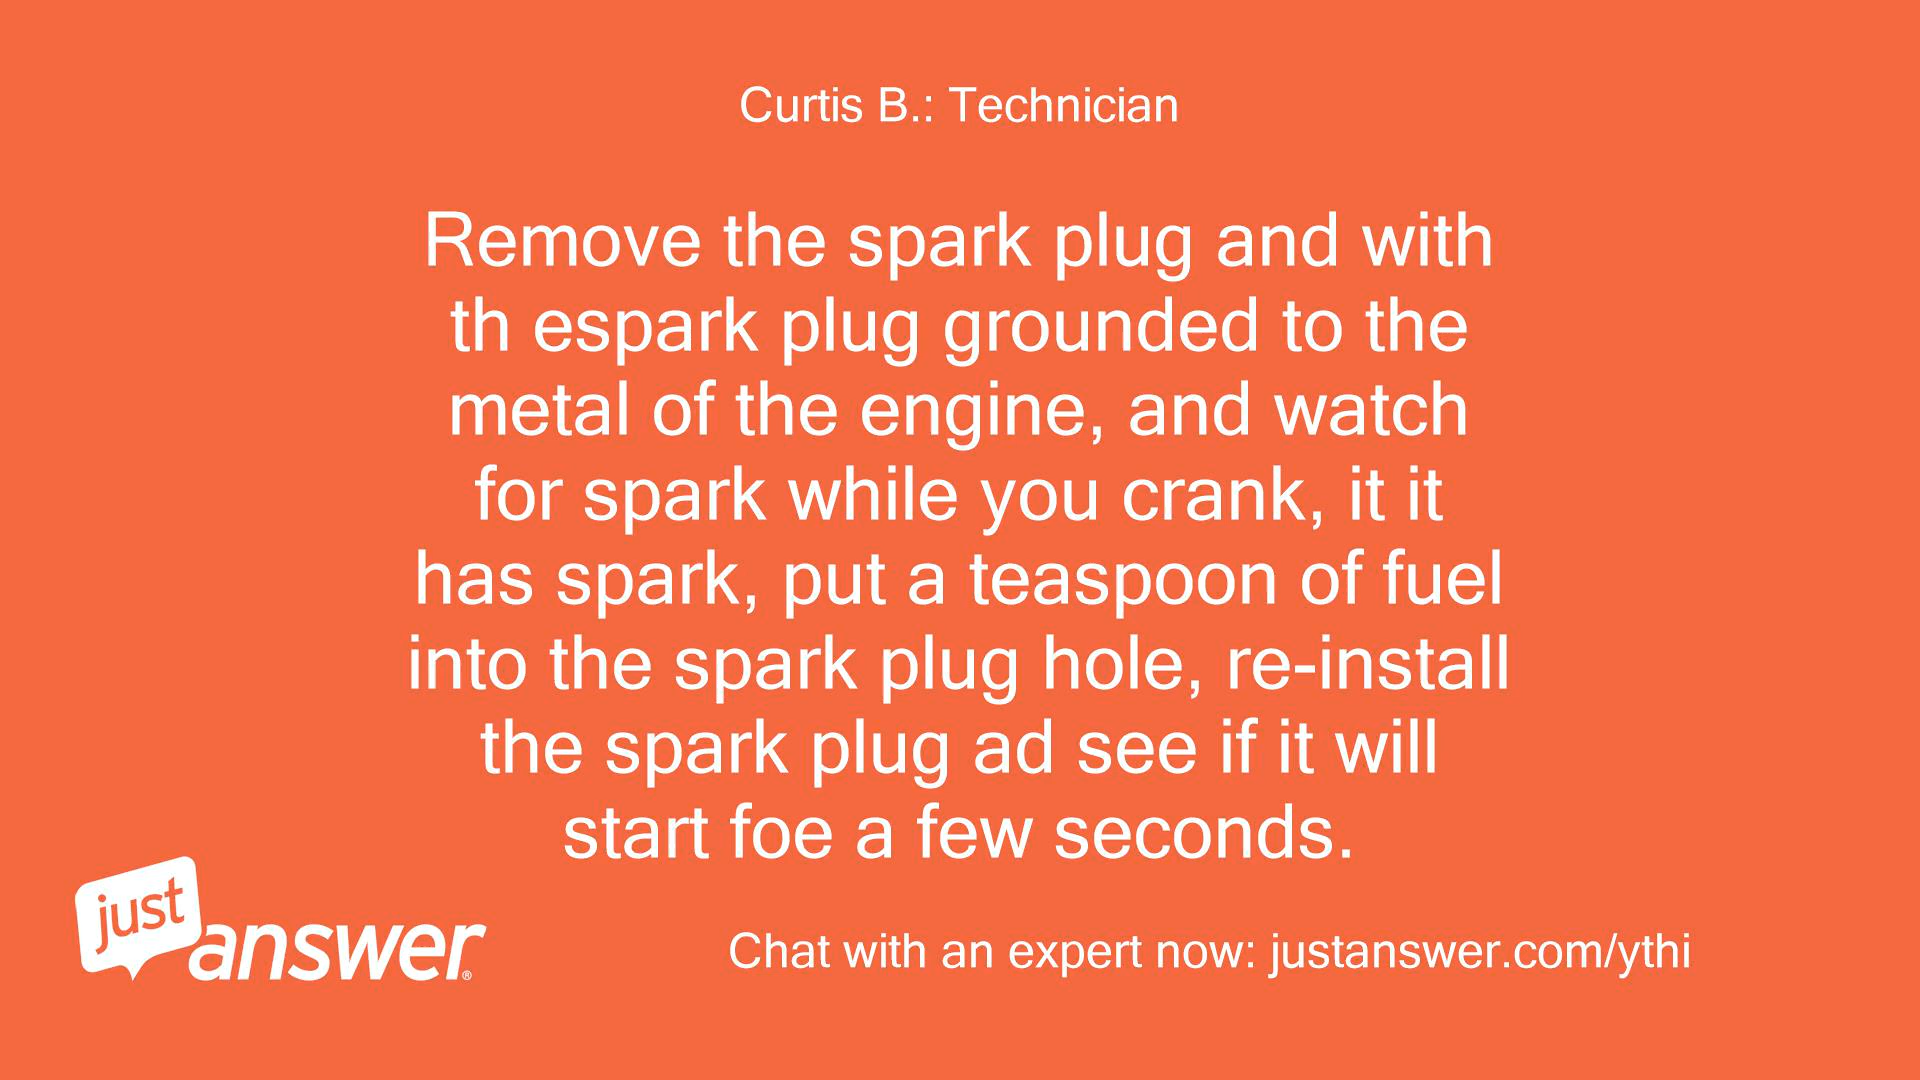 Curtis B.: Technician
Remove the spark plug and with
th espark plug grounded to the
metal of the engine, and watch
for spark while you crank, it it
has spark, put a teaspoon of fuel
into the spark plug hole, re-install
the spark plug ad see if it will
start foe a few seconds.
just
answer®
Chat with an expert now: justanswer.com/ythi